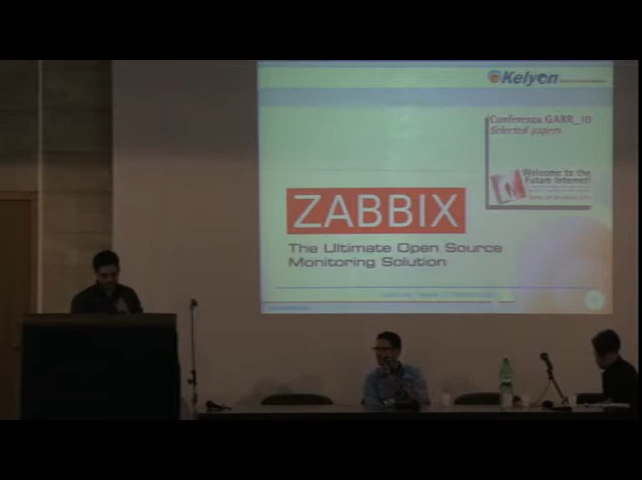 Kelyon
Conferenza GARR_10
Selected papers
Welcome to the
Future Internet!
ZABBIX
The Ultimate Open Source
Monitoring Solution